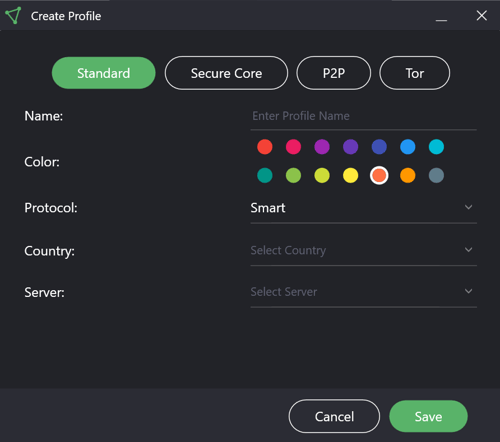 Create Profile
Standard Secure Core P2P Tor
Name: Enter Profile Name
Color:
Protocol: Smart
Country: Select Country
Server: Select Server
Cancel Save